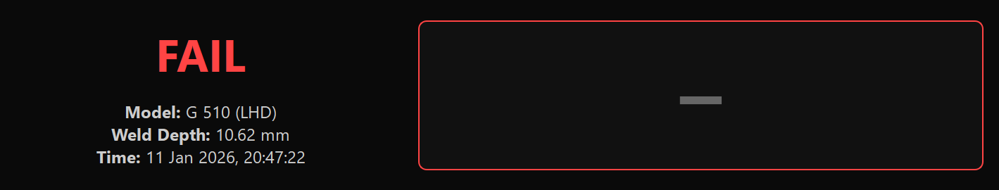 FAIL
Model: G 510 (LHD)
Weld Depth: 10.62 mm
Time: 11 Jan 2026, 20:47:22
—